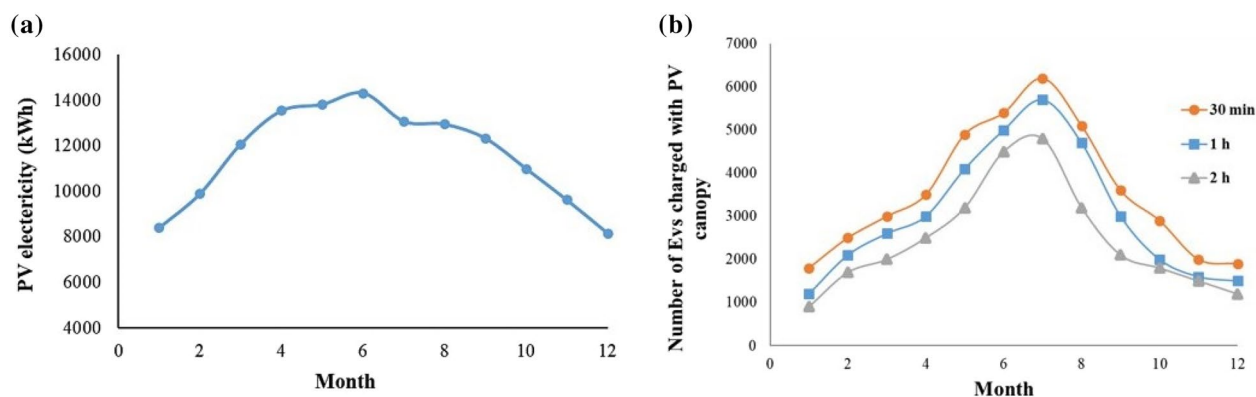 (a)
16000
14000
12000
10000
8000
6000
4000
0 2 4 6 8 10 12
PV electericity (kWh)
Month
(b)
7000
6000
5000
4000
3000
2000
1000
0
0 2 4 6 8 10 12
Number of Evs charged with PV
canopy
Month
30 min
1 h
2 h